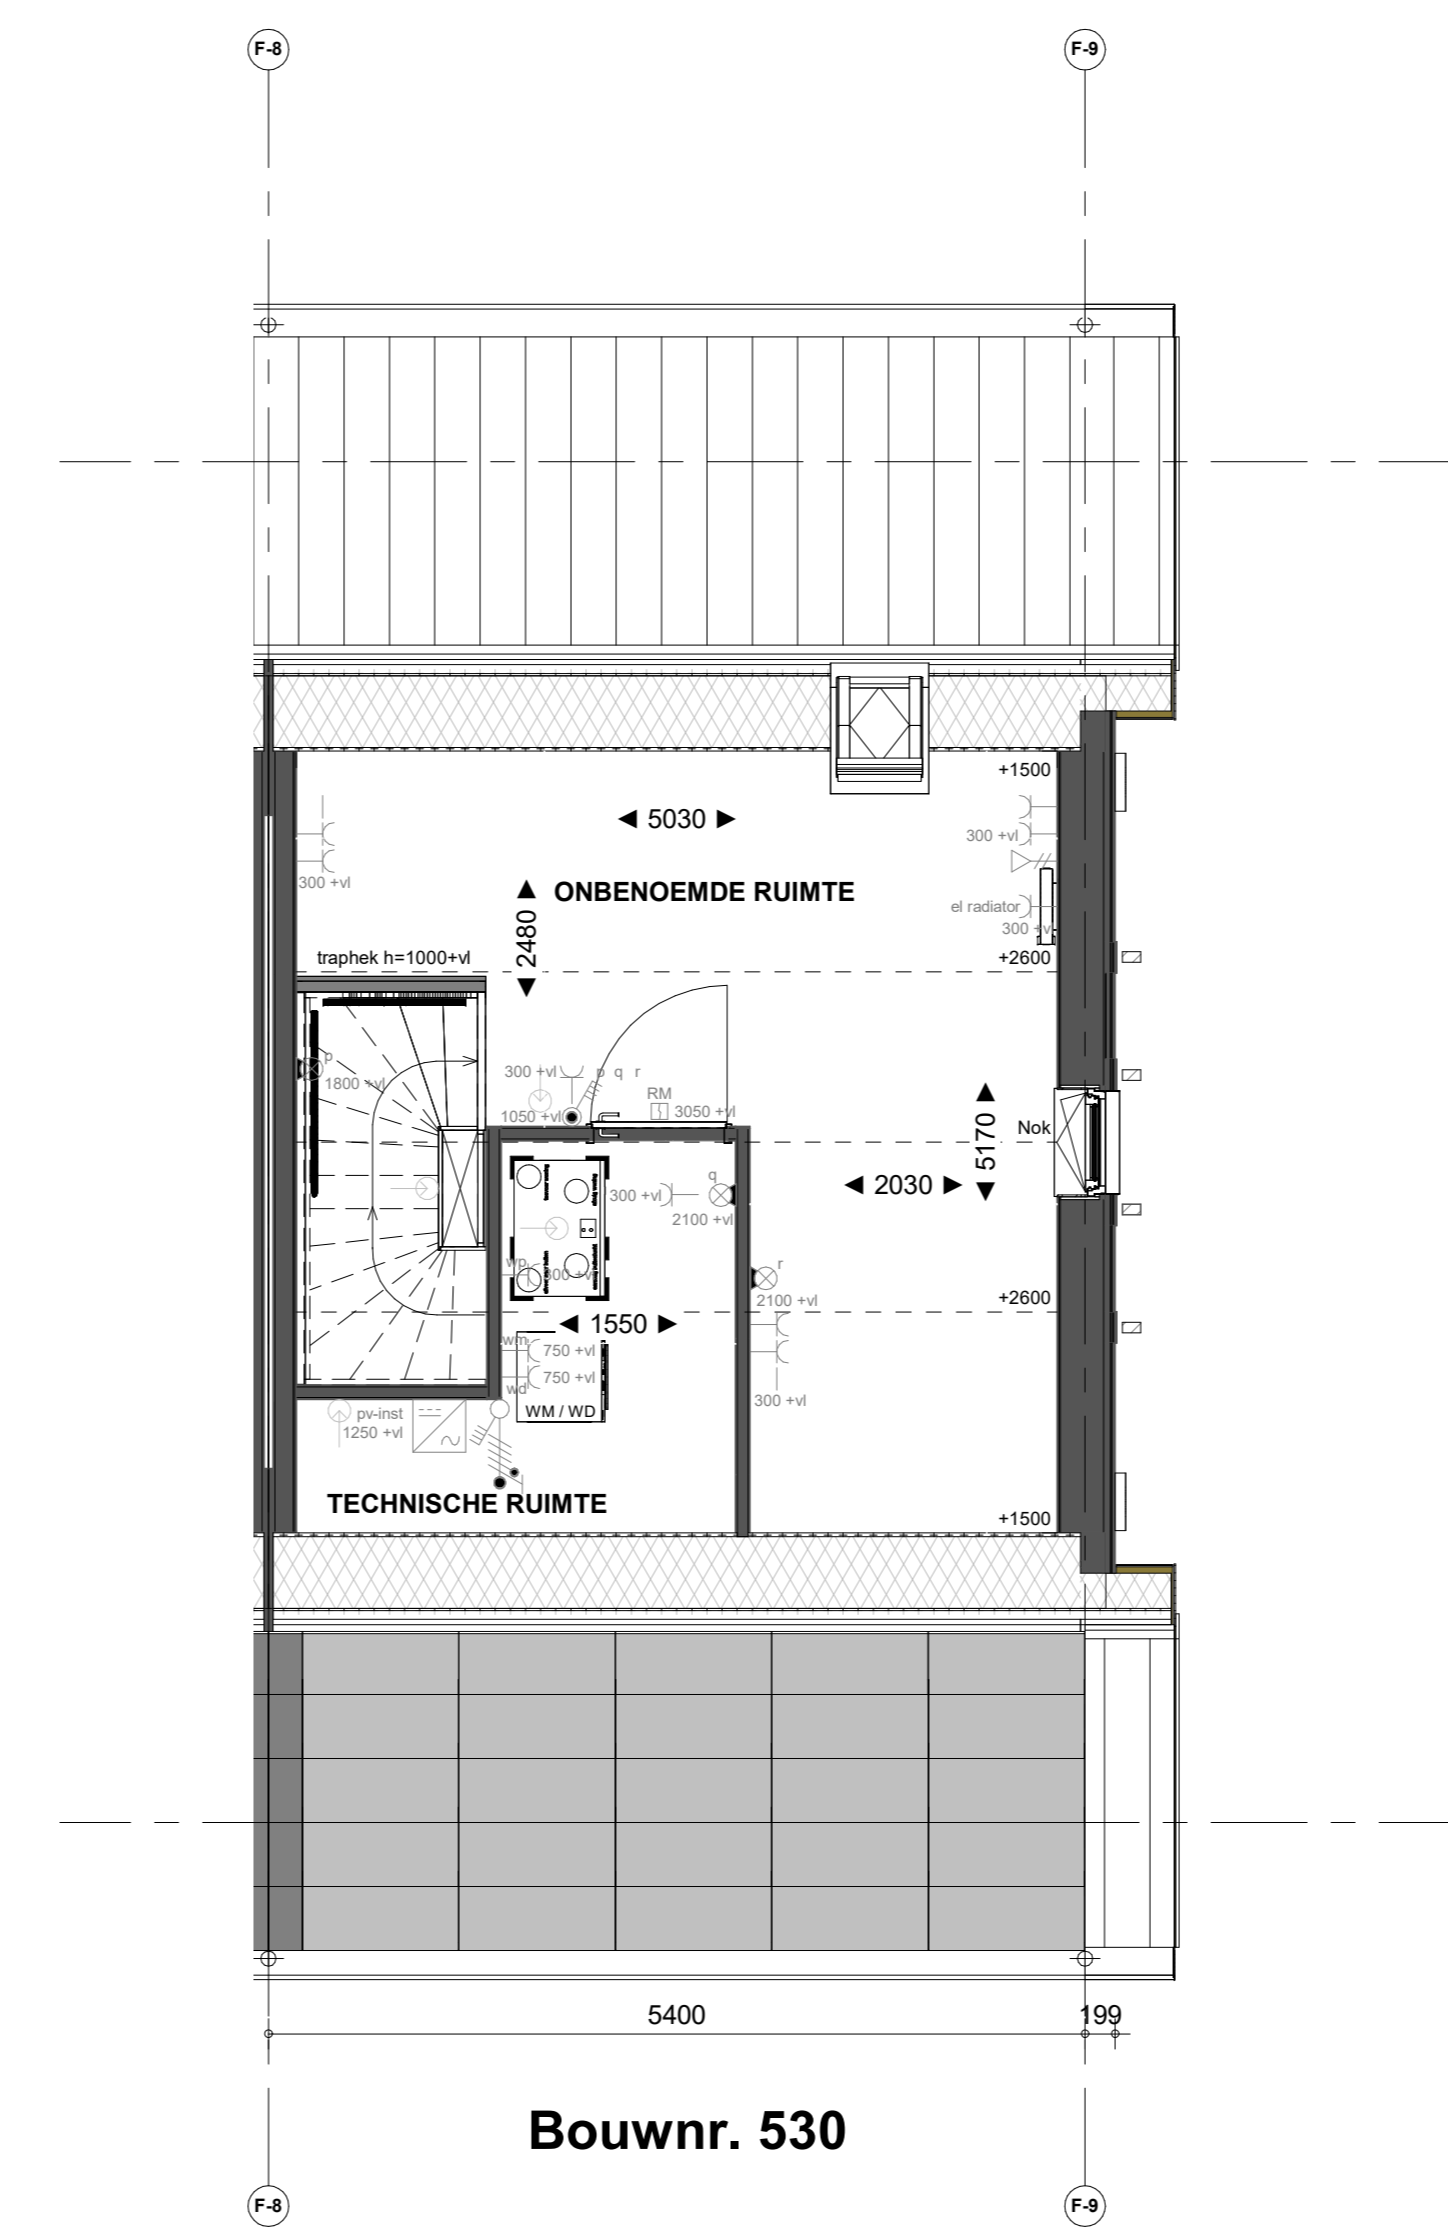 F-8 F-9
+1500
5030
300 +vl
300 +vl
ONBENOEMDE RUIMTE
el radiator
300 +vl
2480
traphek h=1000+vl
+2600
p
1800 +vl
300 +vl p q r
RM
1050 +vl
3050 +vl
Nok
5170
q
300 +vl
2030
2100 +vl
wp 300 +vl
r
2100 +vl
+2600
1550
wm 750 +vl
750 +vl
wd
300 +vl
WM / WD
pv-inst
1250 +vl
TECHNISCHE RUIMTE
+1500
5400 199
Bouwnr. 530
F-8 F-9